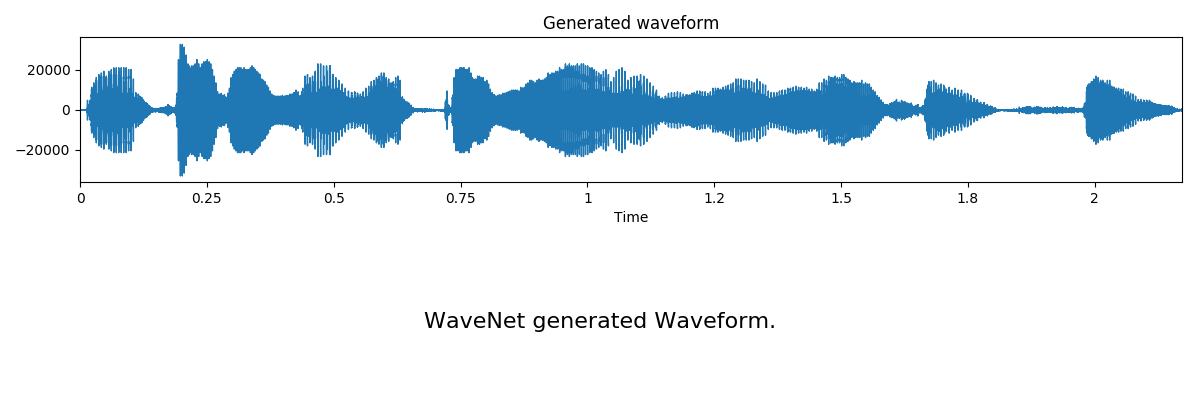 Generated waveform
20000
0
−20000
0 0.25 0.5 0.75 1 1.2 1.5 1.8 2
Time
WaveNet generated Waveform.